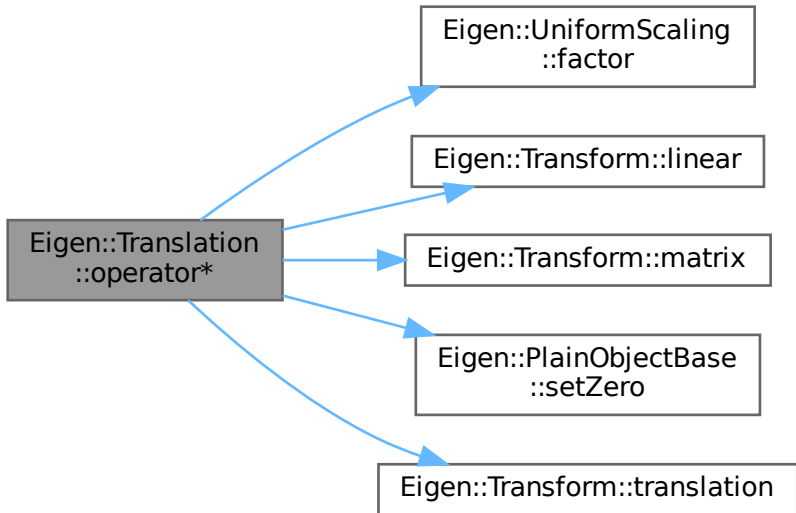 Eigen::UniformScaling
::factor
Eigen::Transform::linear
Eigen::Translation
::operator*
Eigen::Transform::matrix
Eigen::PlainObjectBase
::setZero
Eigen::Transform::translation